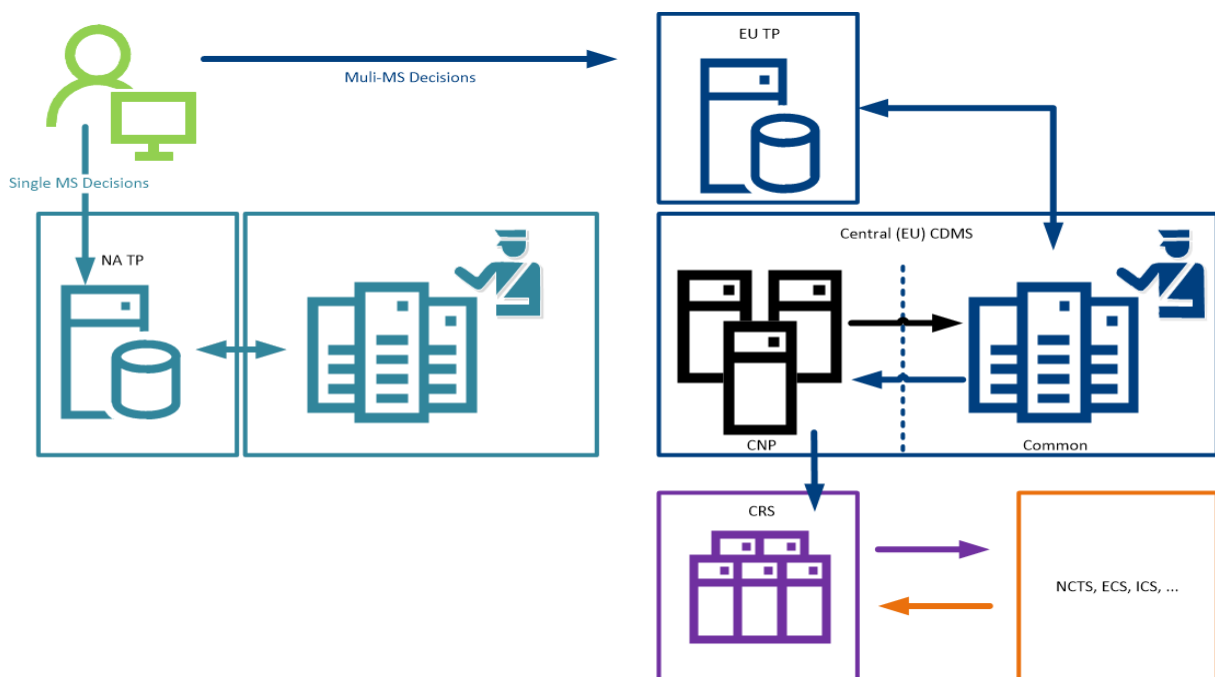 EU TP
Muli-MS Decisions
Single MS Decisions
NA TP
Central (EU) CDMS
CNP
Common
CRS
NCTS, ECS, ICS, ...